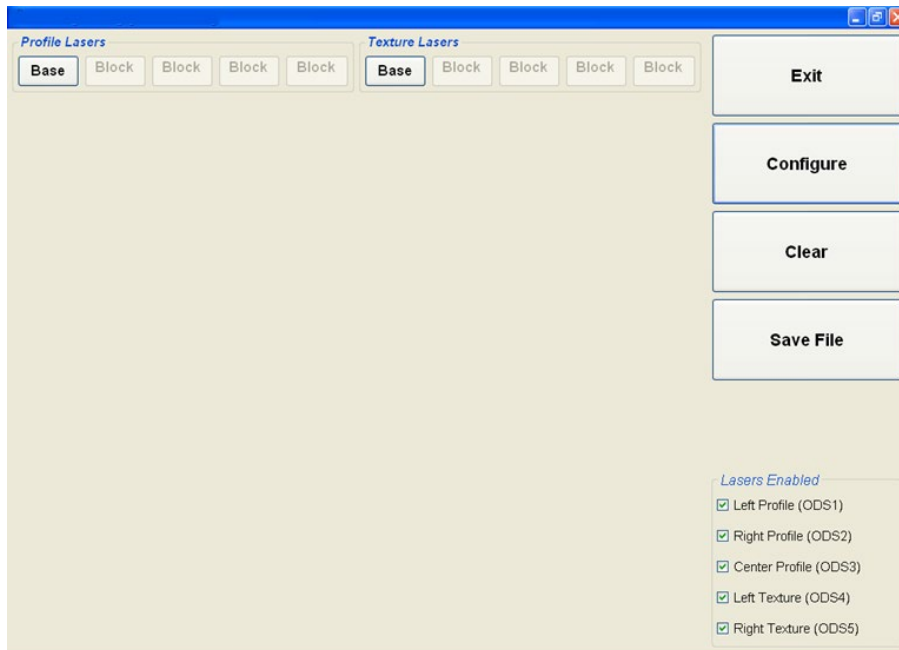 Profile Lasers
Base Block Block Block Block
Texture Lasers
Base Block Block Block Block
Exit
Configure
Clear
Save File
Lasers Enabled
Left Profile (ODS1)
Right Profile (ODS2)
Center Profile (ODS3)
Left Texture (ODS4)
Right Texture (ODS5)